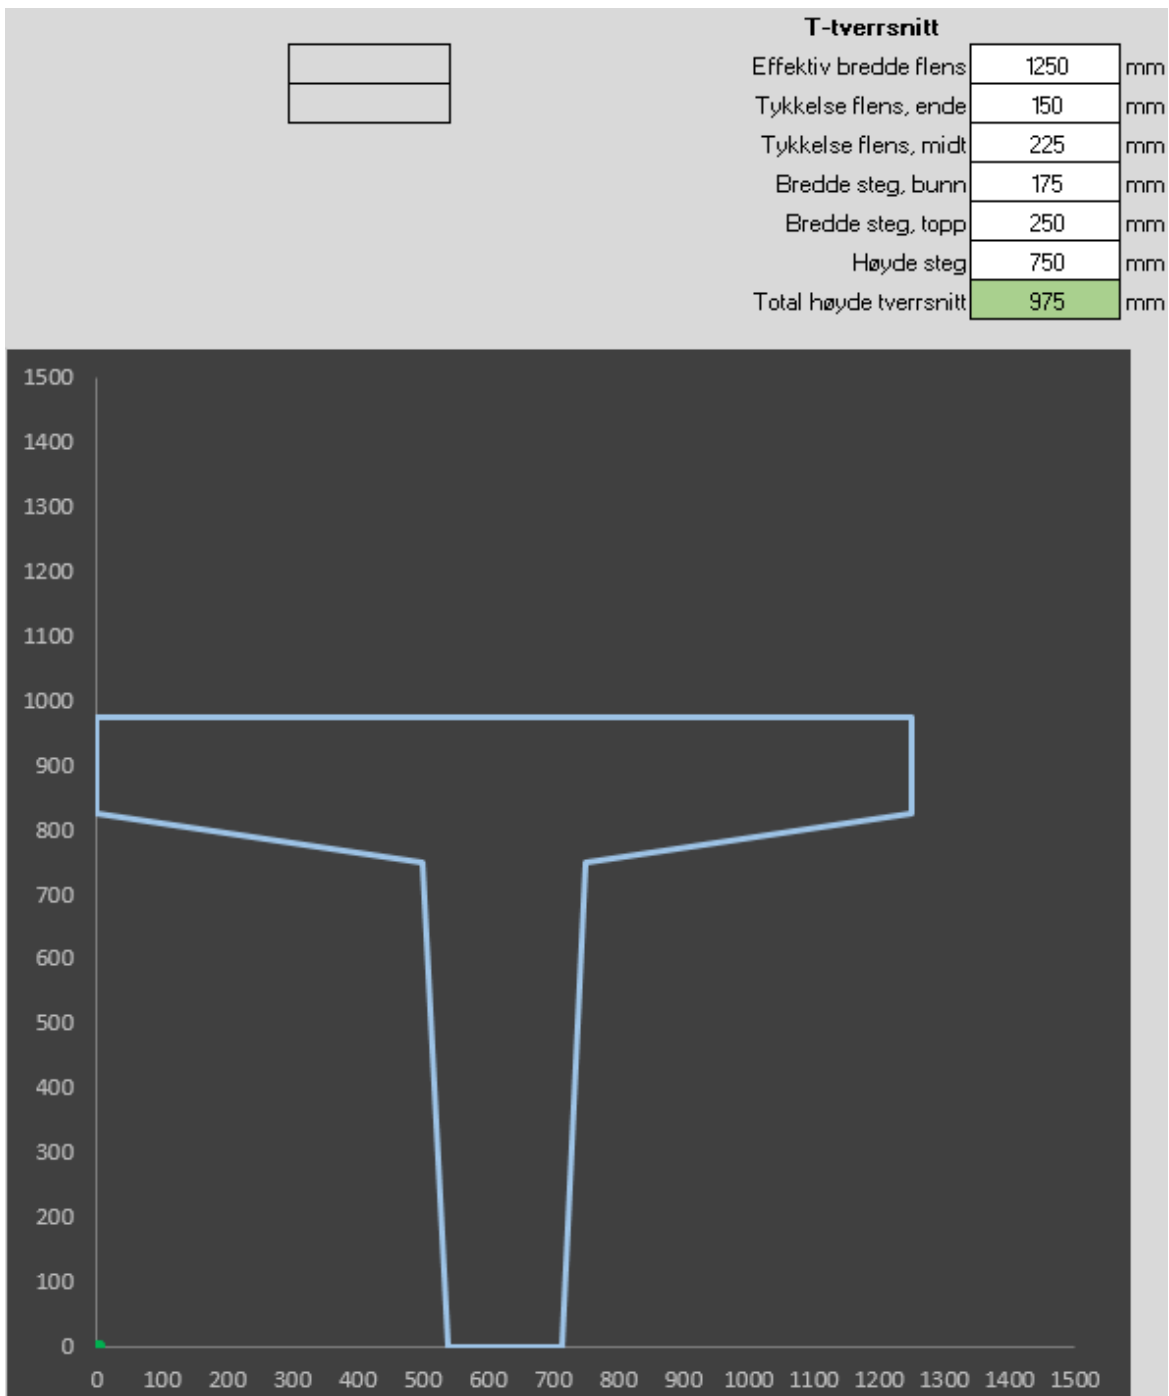 T-tverrsnitt
Effektiv bredde flens 1250 mm
Tykkelse flens, ende 150 mm
Tykkelse flens, midt 225 mm
Bredde steg, bunn 175 mm
Bredde steg, topp 250 mm
Høyde steg 750 mm
Total høyde tverrsnitt 975 mm
1500
1400
1300
1200
1100
1000
900
800
700
600
500
400
300
200
100
0
0 100 200 300 400 500 600 700 800 900 1000 1100 1200 1300 1400 1500